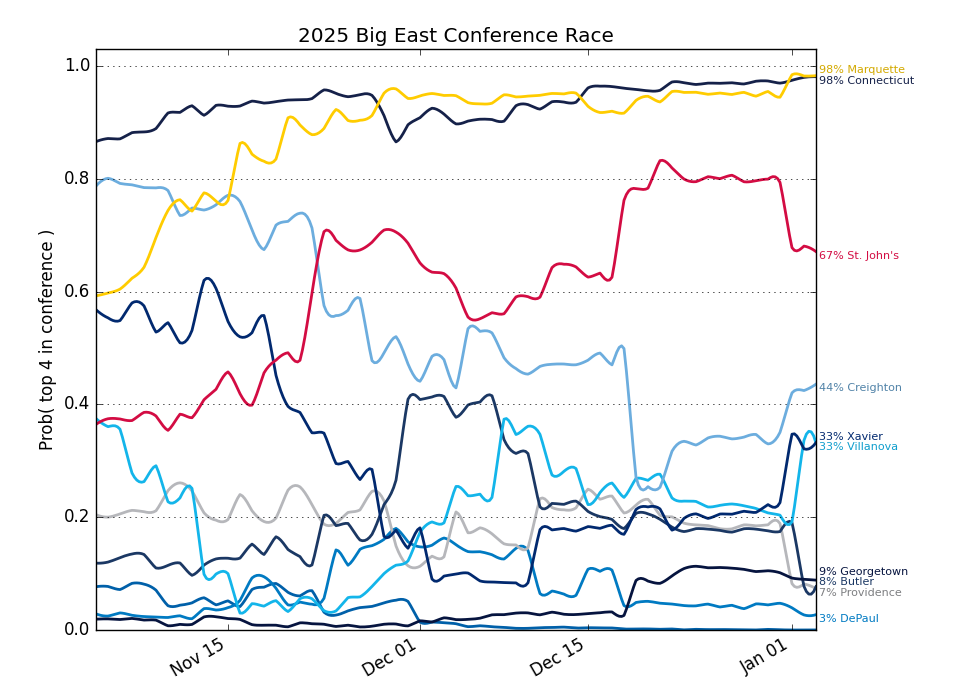 2025 Big East Conference Race
Prob( top 4 in conference )
1.0
0.8
0.6
0.4
0.2
0.0
98% Marquette
98% Connecticut
67% St. John's
44% Creighton
33% Xavier
33% Villanova
9% Georgetown
8% Butler
7% Providence
3% DePaul
Nov 15
Dec 01
Dec 15
Jan 01